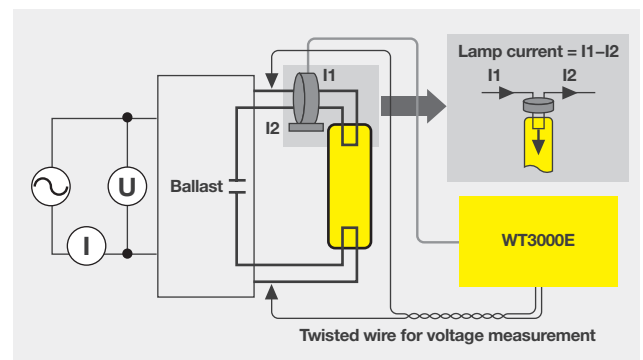 Lamp current = I1–I2
I1
I2
I1
I2
U
Ballast
I
WT3000E
Twisted wire for voltage measurement